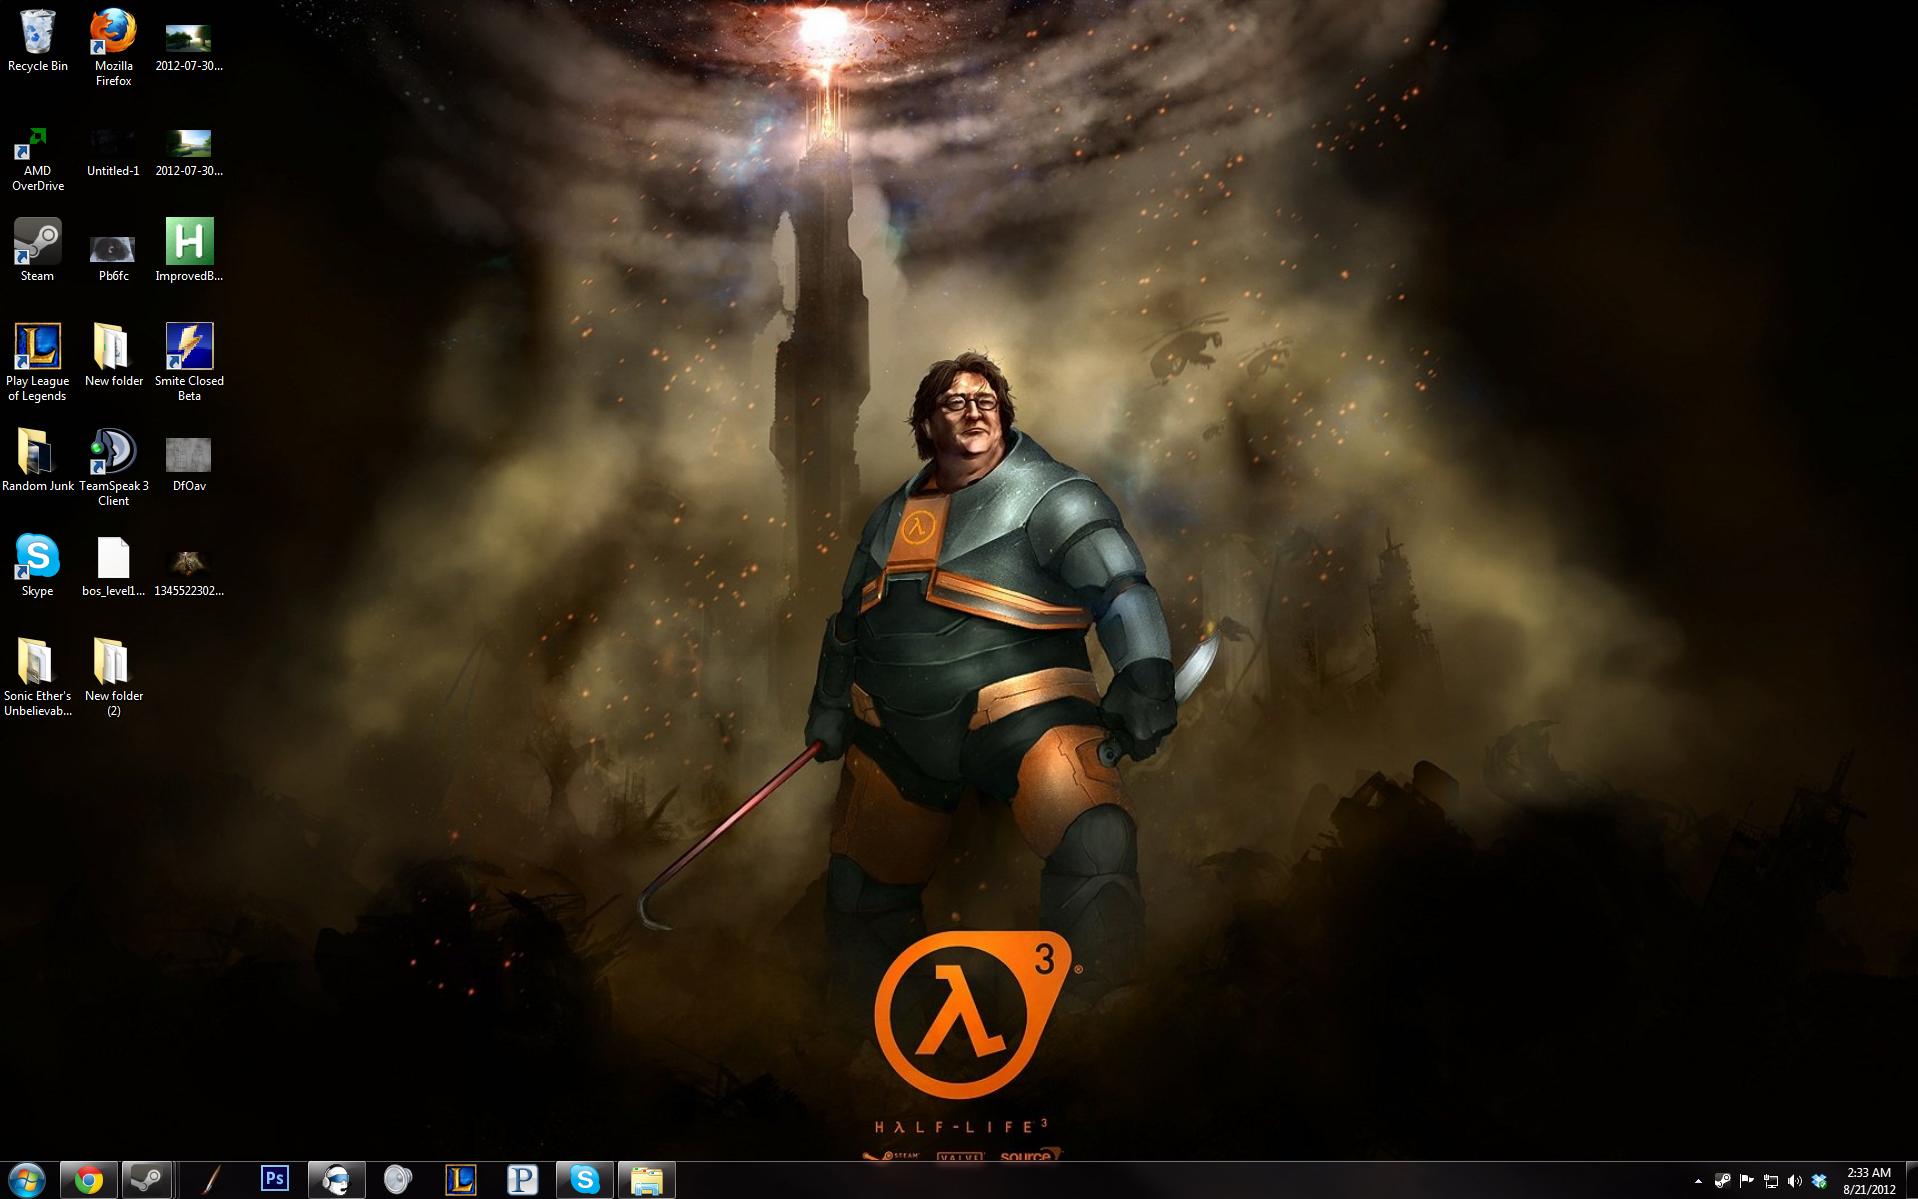 Recycle Bin
Mozilla
Firefox
2012-07-30...
AMD
OverDrive
Untitled-1
2012-07-30...
Steam
Pb6fc
ImprovedB...
Play League
of Legends
New folder
Smite Closed
Beta
Random Junk
TeamSpeak 3
Client
DfOav
Skype
bos_level1...
1345522302...
Sonic Ether's
Unbelievab...
New folder
(2)
3
®
HλLF-LIFE³
STEAM
VALVE
source
Ps
2:33 AM
8/21/2012